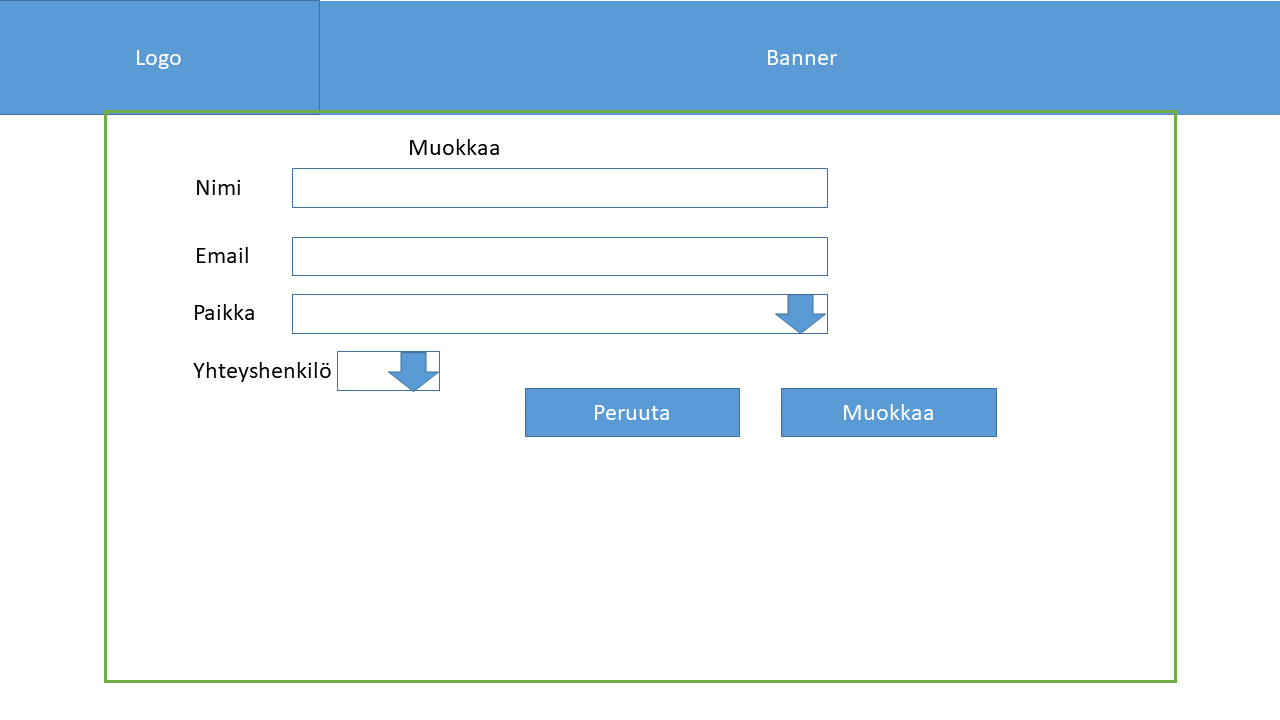 Logo
Banner
Muokkaa
Nimi
Email
Paikka
Yhteyshenkilö
Peruuta
Muokkaa